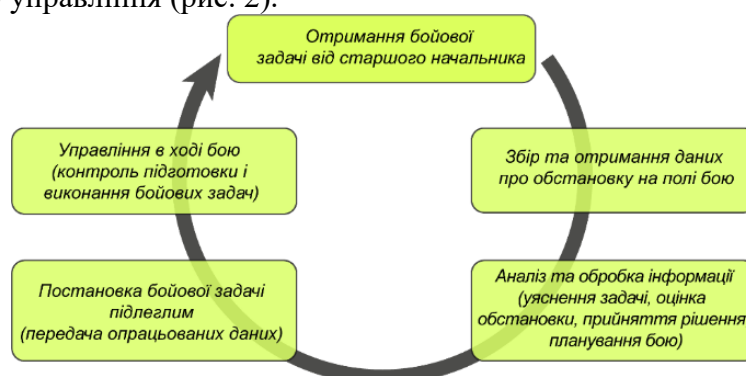 управління (рис. 2).
Отримання бойової
задачі від старшого начальника
Збір та отримання даних
про обстановку на полі бою
Аналіз та обробка інформації
(уяснення задачі, оцінка
обстановки, прийняття рішення
планування бою)
Постановка бойової задачі
підлеглим
(передача опрацьованих даних)
Управління в ході бою
(контроль підготовки і
виконання бойових задач)